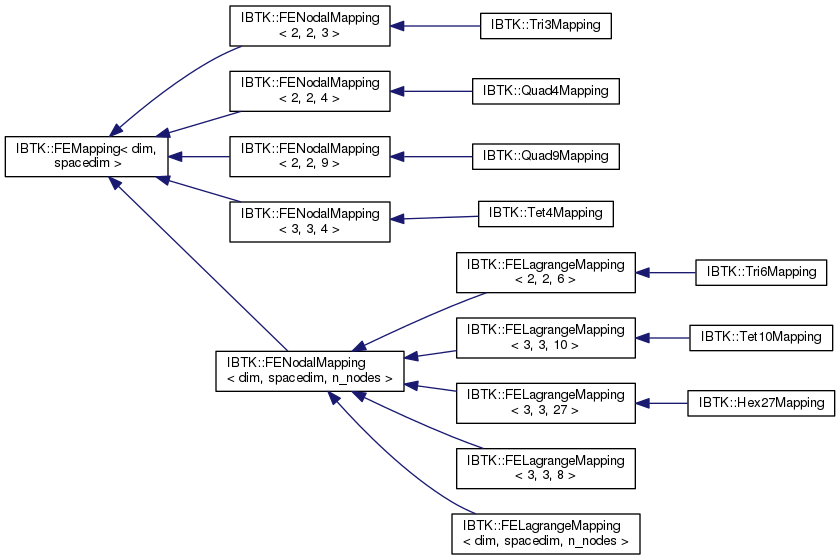 IBTK::FENodalMapping
< 2, 2, 3 >
IBTK::Tri3Mapping
IBTK::FENodalMapping
< 2, 2, 4 >
IBTK::Quad4Mapping
IBTK::FEMapping< dim,
spacedim >
IBTK::FENodalMapping
< 2, 2, 9 >
IBTK::Quad9Mapping
IBTK::FENodalMapping
< 3, 3, 4 >
IBTK::Tet4Mapping
IBTK::FELagrangeMapping
< 2, 2, 6 >
IBTK::Tri6Mapping
IBTK::FELagrangeMapping
< 3, 3, 10 >
IBTK::Tet10Mapping
IBTK::FENodalMapping
< dim, spacedim, n_nodes >
IBTK::FELagrangeMapping
< 3, 3, 27 >
IBTK::Hex27Mapping
IBTK::FELagrangeMapping
< 3, 3, 8 >
IBTK::FELagrangeMapping
< dim, spacedim, n_nodes >